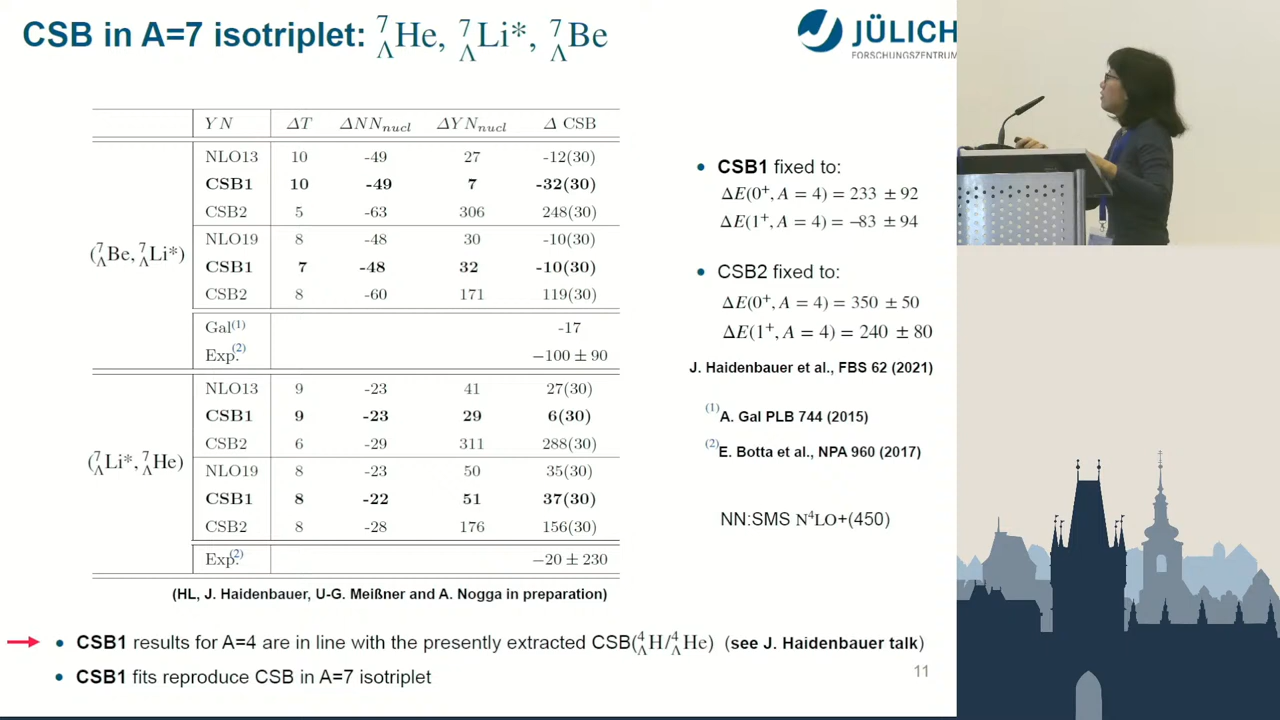 CSB in A=7 isotriplet: ⁷ΛHe, ⁷ΛLi*, ⁷ΛBe
JÜLICH
FORSCHUNGSZENTRUM
YN ΔT ΔNNnucl ΔYNnucl Δ CSB
(⁷ΛBe, ⁷ΛLi*)
NLO13 10 -49 27 -12(30)
CSB1 10 -49 7 -32(30)
CSB2 5 -63 306 248(30)
NLO19 8 -48 30 -10(30)
CSB1 7 -48 32 -10(30)
CSB2 8 -60 171 119(30)
Gal(1) -17
Exp.(2) −100 ± 90
(⁷ΛLi*, ⁷ΛHe)
NLO13 9 -23 41 27(30)
CSB1 9 -23 29 6(30)
CSB2 6 -29 311 288(30)
NLO19 8 -23 50 35(30)
CSB1 8 -22 51 37(30)
CSB2 8 -28 176 156(30)
Exp.(2) −20 ± 230
(HL, J. Haidenbauer, U-G. Meißner and A. Nogga in preparation)
• CSB1 fixed to:
ΔE(0⁺, A = 4) = 233 ± 92
ΔE(1⁺, A = 4) = −83 ± 94
• CSB2 fixed to:
ΔE(0⁺, A = 4) = 350 ± 50
ΔE(1⁺, A = 4) = 240 ± 80
J. Haidenbauer et al., FBS 62 (2021)
(1) A. Gal PLB 744 (2015)
(2) E. Botta et al., NPA 960 (2017)
NN:SMS N⁴LO+(450)
• CSB1 results for A=4 are in line with the presently extracted CSB(⁴ΛH/⁴ΛHe) (see J. Haidenbauer talk)
• CSB1 fits reproduce CSB in A=7 isotriplet
11